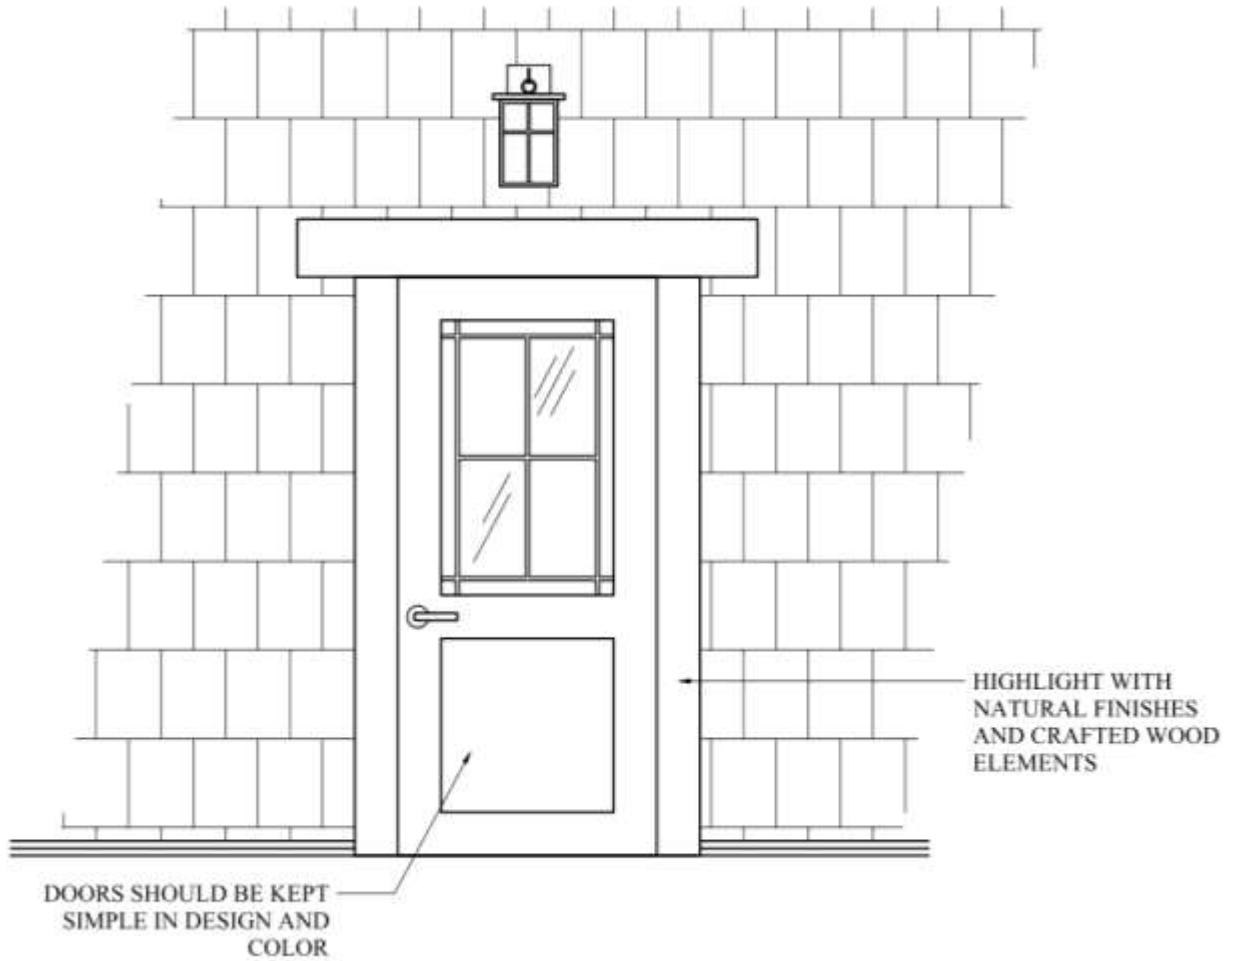 HIGHLIGHT WITH
NATURAL FINISHES
AND CRAFTED WOOD
ELEMENTS
DOORS SHOULD BE KEPT
SIMPLE IN DESIGN AND
COLOR